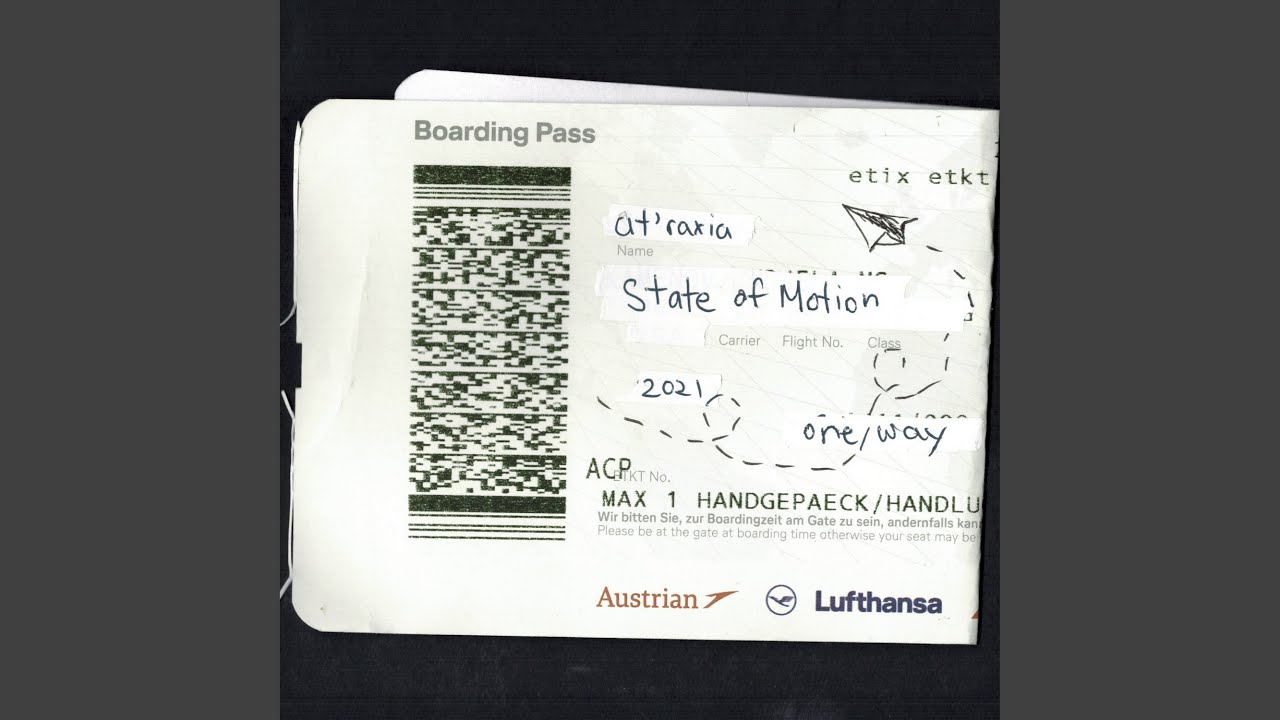 Boarding Pass
etix etkt
at'raxia
Name
State of Motion
Carrier Flight No. Class
2021
one/way
ACP
ETKT No.
MAX 1 HANDGEPAECK/HANDLU
Wir bitten Sie, zur Boardingzeit am Gate zu sein, andernfalls kan
Please be at the gate at boarding time otherwise your seat may be
Austrian Lufthansa